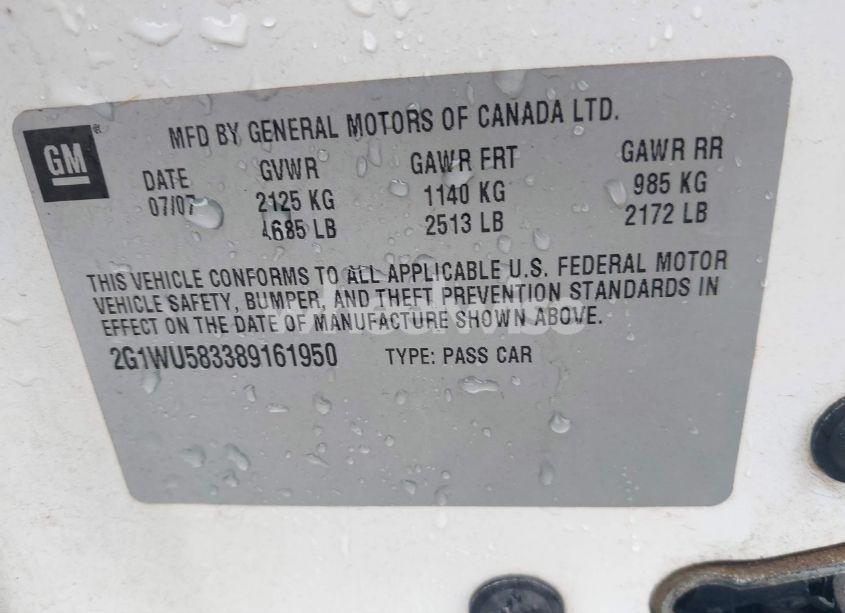 GM
MFD BY GENERAL MOTORS OF CANADA LTD.
DATE GVWR GAWR FRT GAWR RR
07/07 2125 KG 1140 KG 985 KG
4685 LB 2513 LB 2172 LB
THIS VEHICLE CONFORMS TO ALL APPLICABLE U.S. FEDERAL MOTOR
VEHICLE SAFETY, BUMPER, AND THEFT PREVENTION STANDARDS IN
EFFECT ON THE DATE OF MANUFACTURE SHOWN ABOVE.
2G1WU583389161950 TYPE: PASS CAR